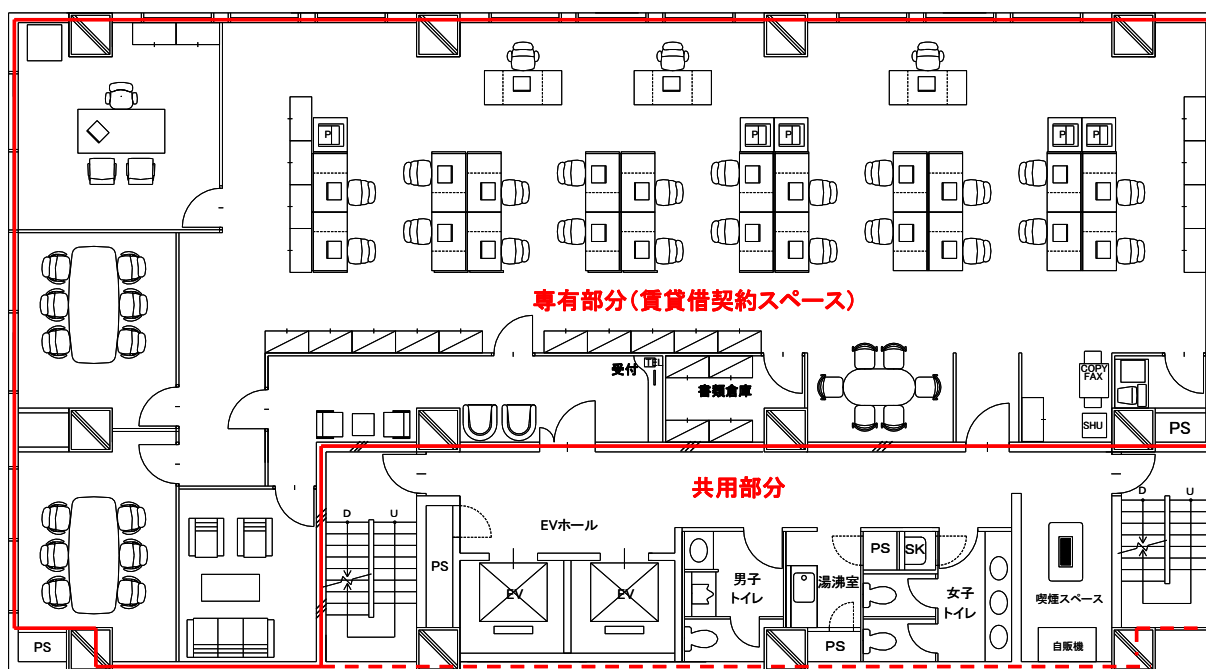 P
P
P
P
P
専有部分(賃貸借契約スペース)
受付
TEL
書類倉庫
COPY
FAX
SHU
PS
共用部分
D
U
D
U
EVホール
PS
EV
EV
男子
トイレ
湯沸室
PS
SK
女子
トイレ
喫煙スペース
自販機
PS
PS